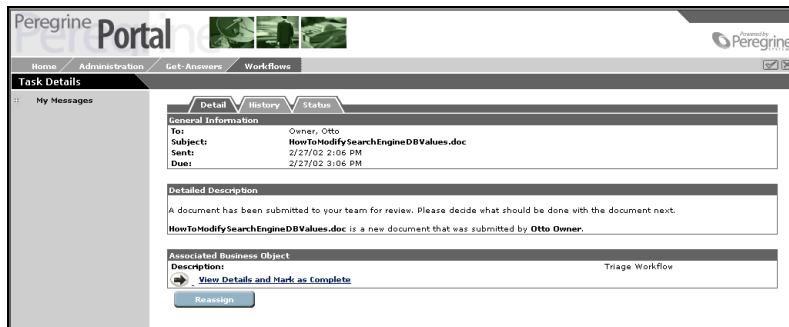 Peregrine Portal
Powered by
Peregrine
SYSTEMS
Home Administration Get-Answers Workflows
Task Details
My Messages
Detail History Status
General Information
To: Owner, Otto
Subject: HowToModifySearchEngineDBValues.doc
Sent: 2/27/02 2:06 PM
Due: 2/27/02 3:06 PM
Detailed Description
A document has been submitted to your team for review. Please decide what should be done with the document next.
HowToModifySearchEngineDBValues.doc is a new document that was submitted by Otto Owner.
Associated Business Object
Description: Triage Workflow
View Details and Mark as Complete
Reassign